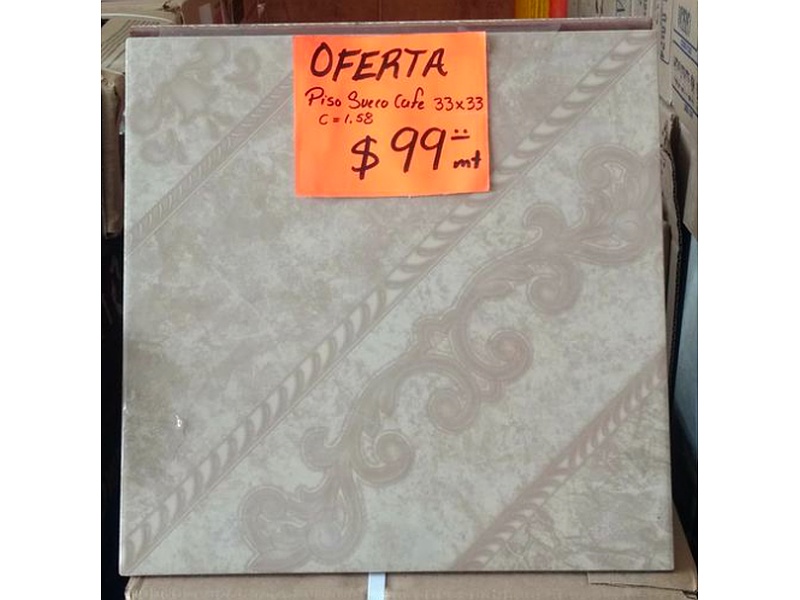 OFERTA
Piso Sueco Cafe 33x33
C = 1.58
$99.= mt